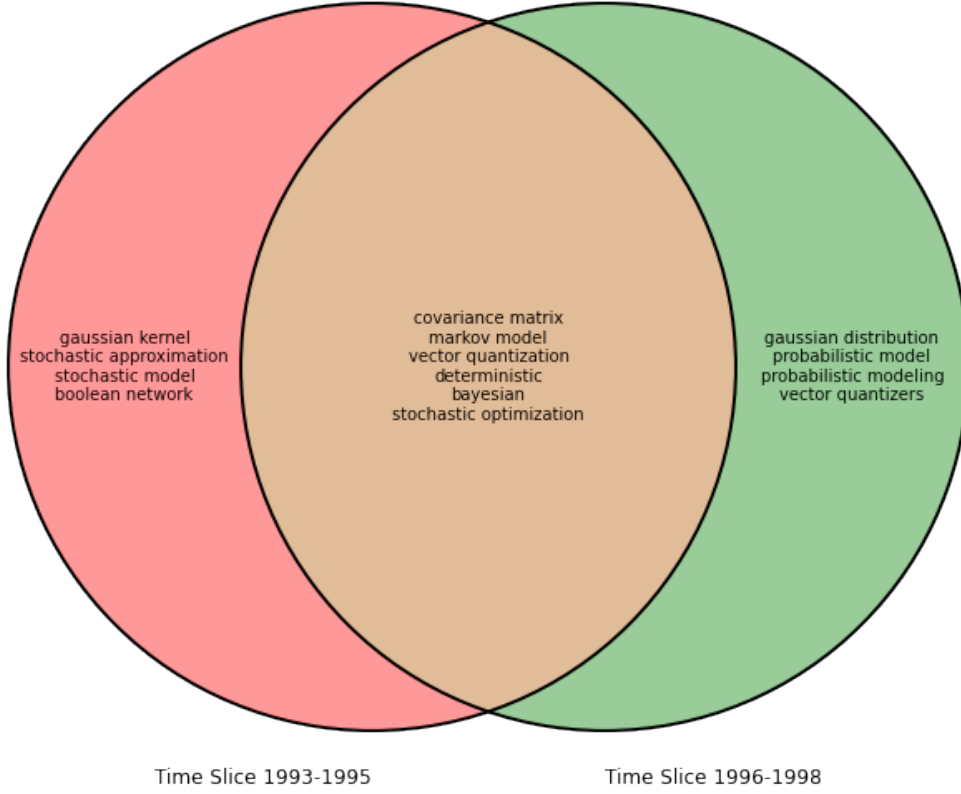 gaussian kernel
stochastic approximation
stochastic model
boolean network
covariance matrix
markov model
vector quantization
deterministic
bayesian
stochastic optimization
gaussian distribution
probabilistic model
probabilistic modeling
vector quantizers
Time Slice 1993-1995
Time Slice 1996-1998